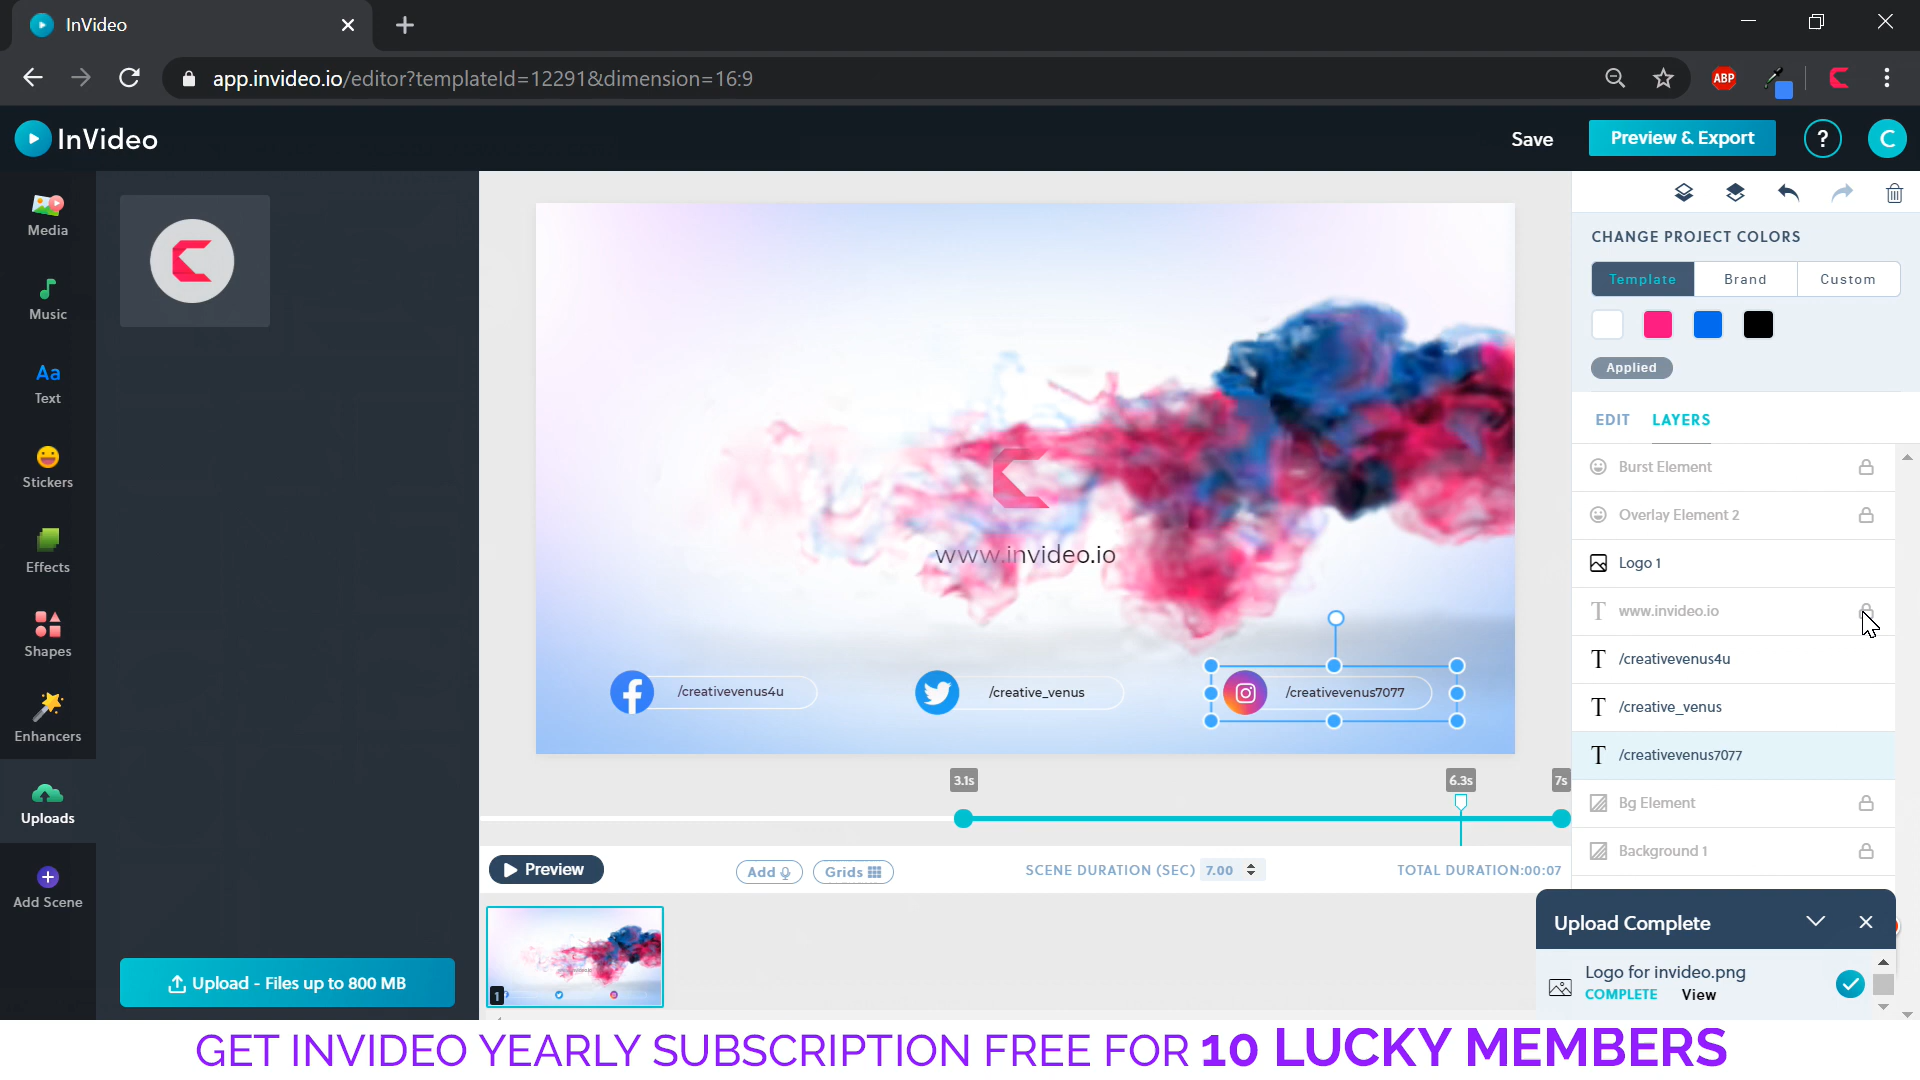 InVideo
app.invideo.io/editor?templateId=12291&dimension=16:9
ABP
InVideo
Save
Preview & Export
?
C
Media
Music
Aa
Text
Stickers
Effects
Shapes
Enhancers
Uploads
Add Scene
Upload - Files up to 800 MB
www.invideo.io
/creativevenus4u
/creative_venus
/creativevenus7077
3.1s
6.3s
7s
Preview
Add
Grids
SCENE DURATION (SEC) 7.00
TOTAL DURATION:00:07
1
CHANGE PROJECT COLORS
Template
Brand
Custom
Applied
EDIT
LAYERS
Burst Element
Overlay Element 2
Logo 1
T www.invideo.io
T /creativevenus4u
T /creative_venus
T /creativevenus7077
Bg Element
Background 1
Upload Complete
Logo for invideo.png
COMPLETE View
GET INVIDEO YEARLY SUBSCRIPTION FREE FOR 10 LUCKY MEMBERS